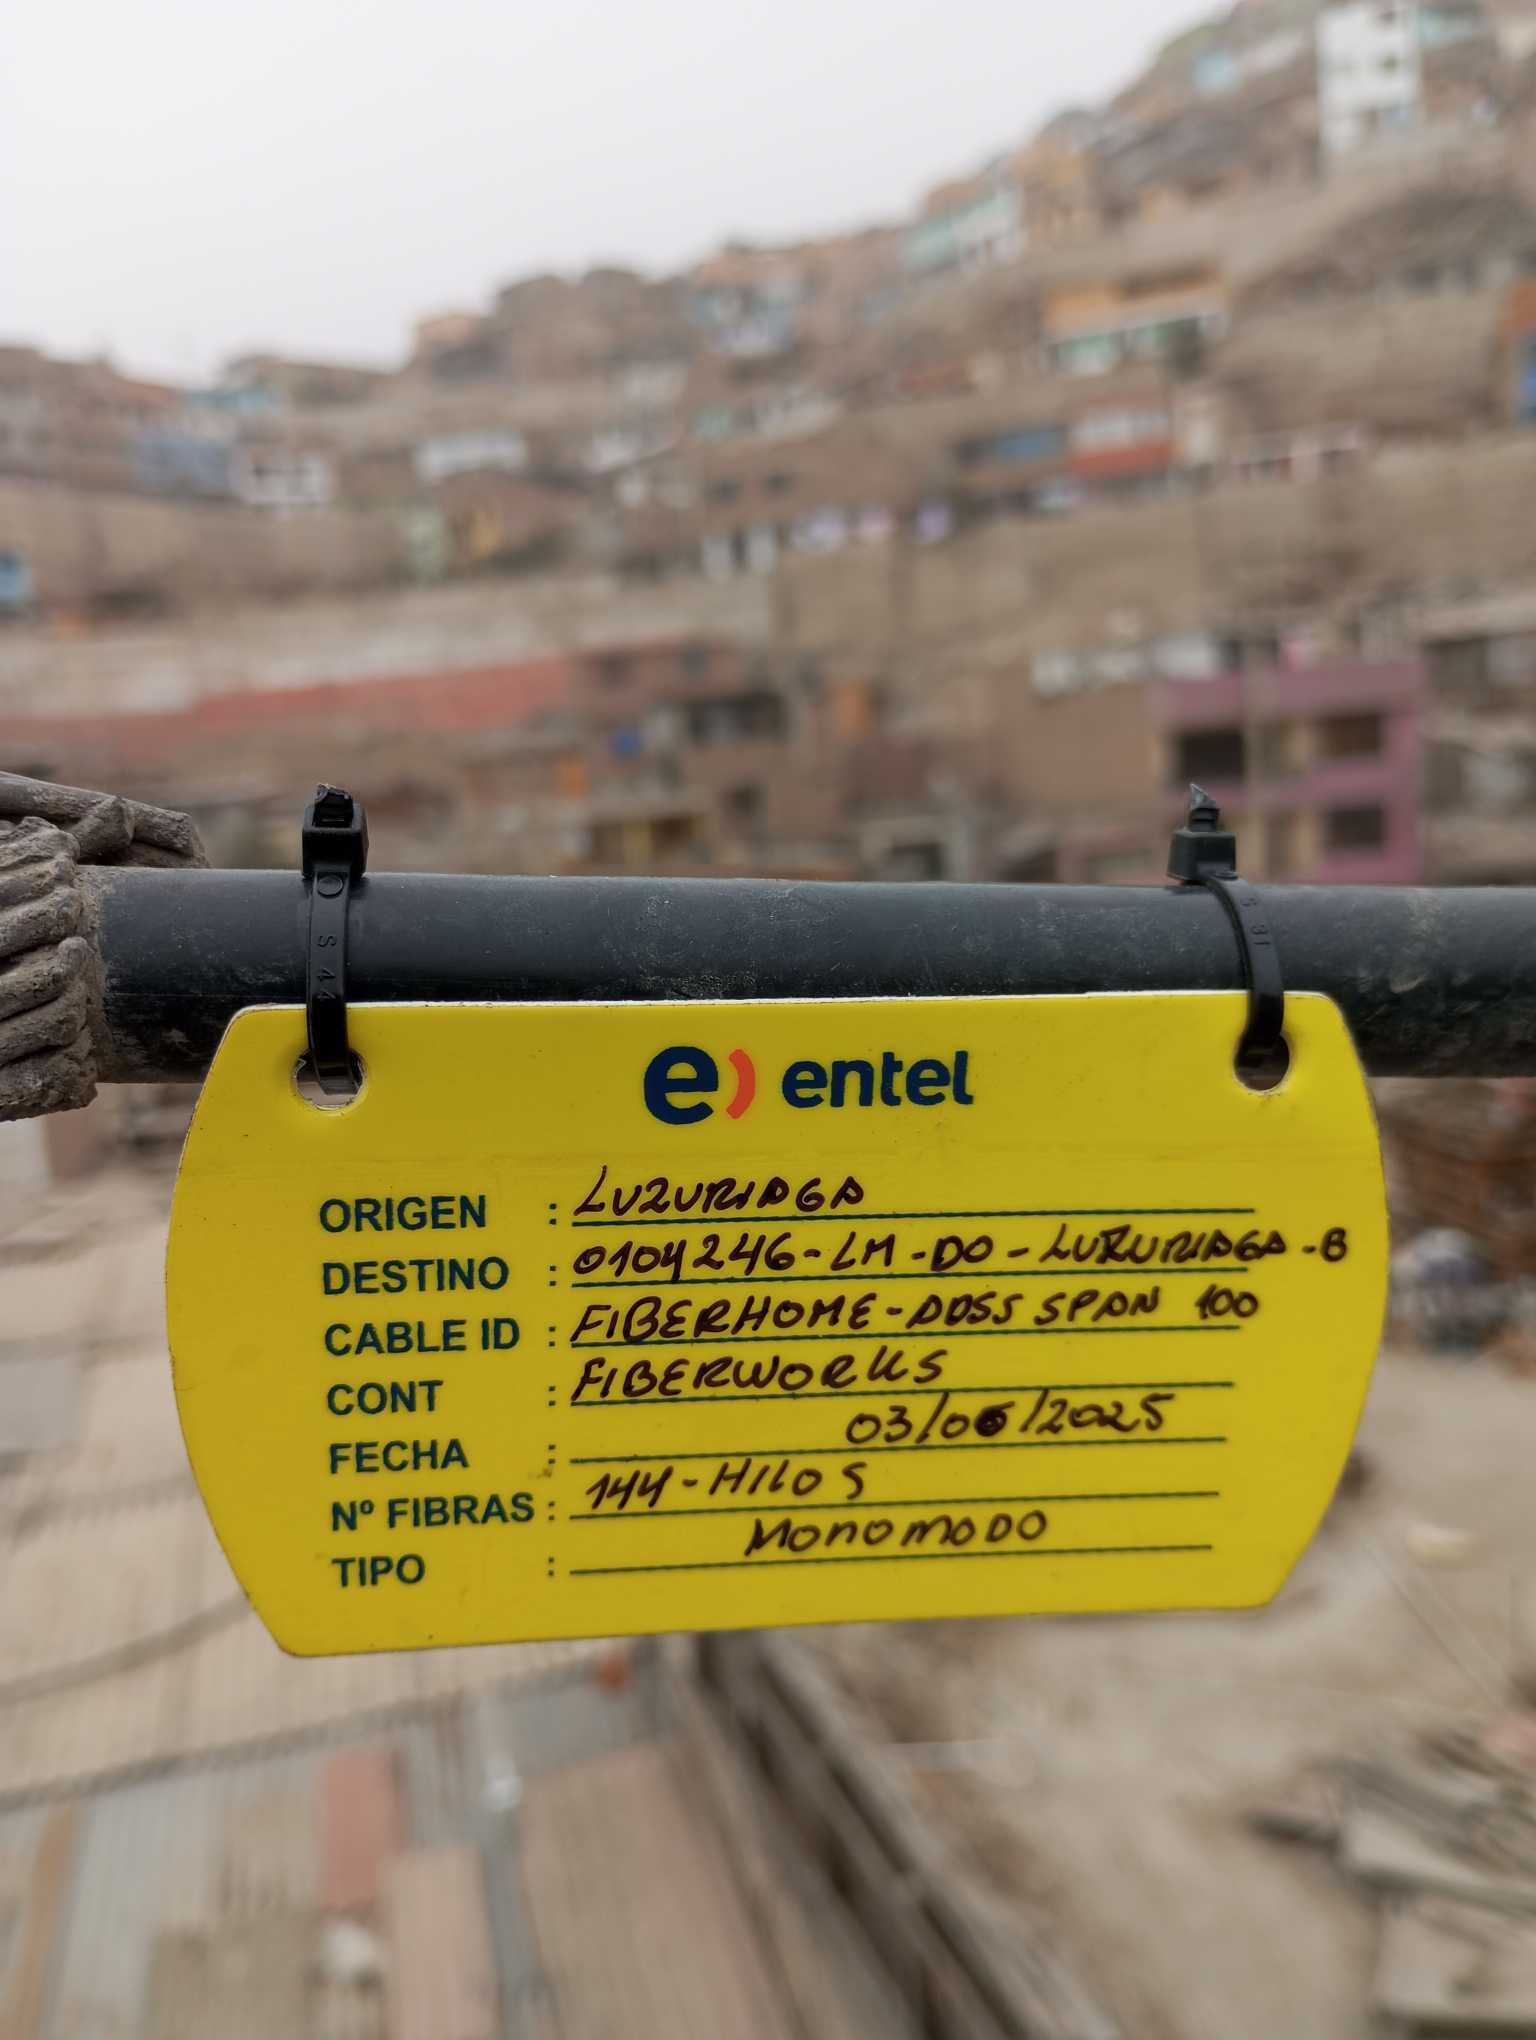 e) entel
ORIGEN : LUZURIAGA
DESTINO : 0104246-LM-DO-LUZURIAGA-B
CABLE ID : FIBERHOME-ADSS SPAN 100
CONT : FIBERWORKS
FECHA : 03/06/2025
Nº FIBRAS : 144-HILOS
TIPO : MONOMODO